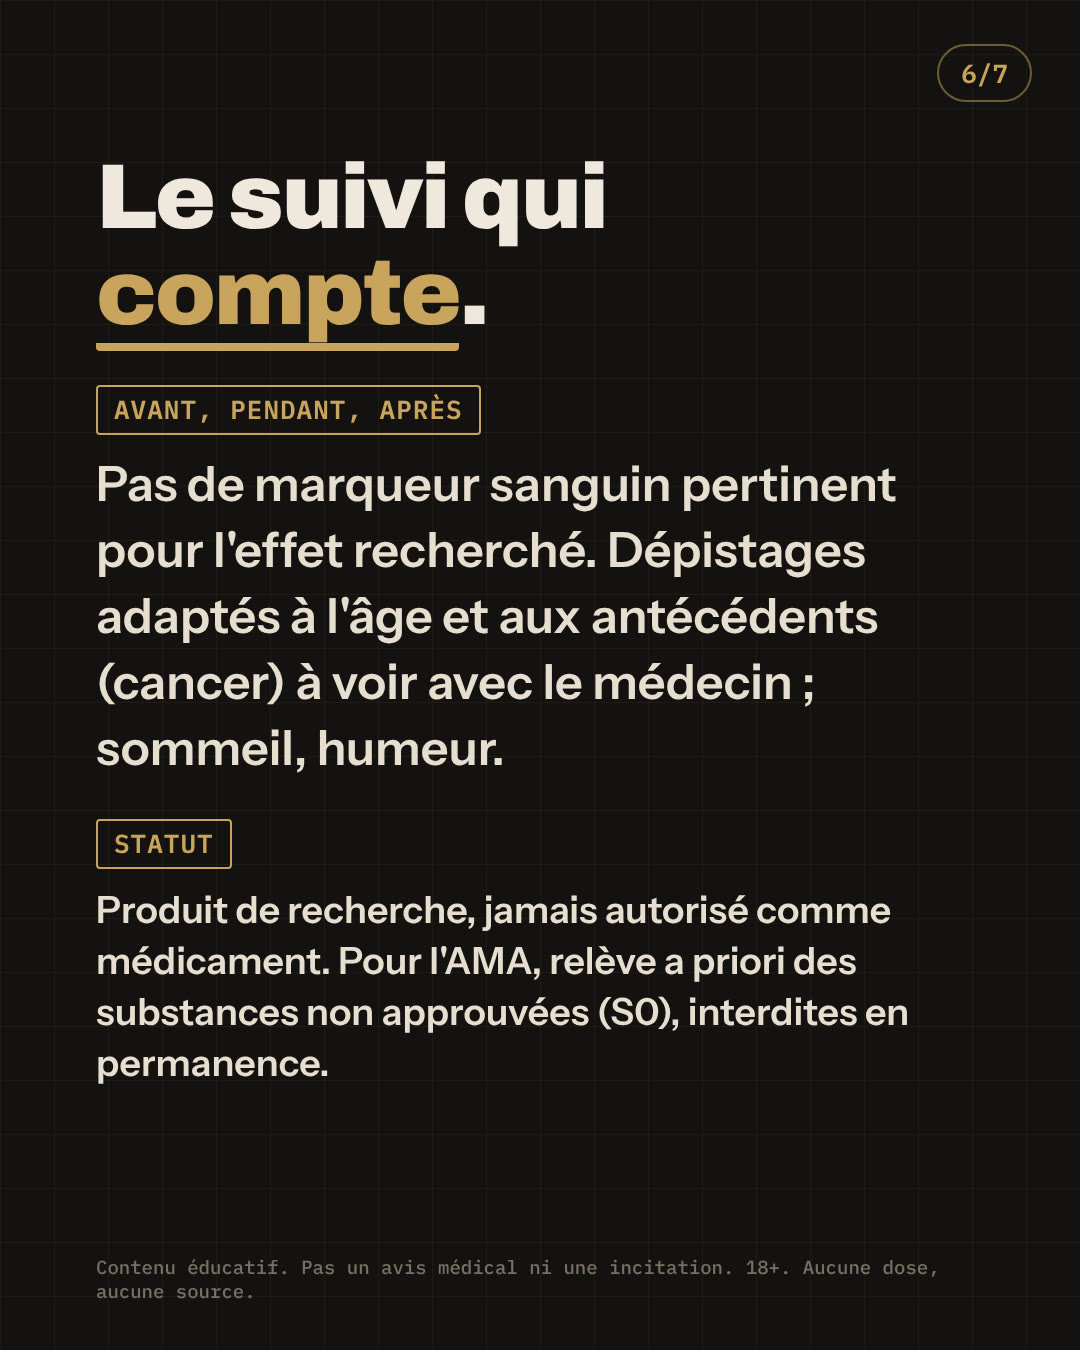 6/7
Le suivi qui
compte.
AVANT, PENDANT, APRÈS
Pas de marqueur sanguin pertinent
pour l'effet recherché. Dépistages
adaptés à l'âge et aux antécédents
(cancer) à voir avec le médecin ;
sommeil, humeur.
STATUT
Produit de recherche, jamais autorisé comme
médicament. Pour l'AMA, relève a priori des
substances non approuvées (S0), interdites en
permanence.
Contenu éducatif. Pas un avis médical ni une incitation. 18+. Aucune dose,
aucune source.